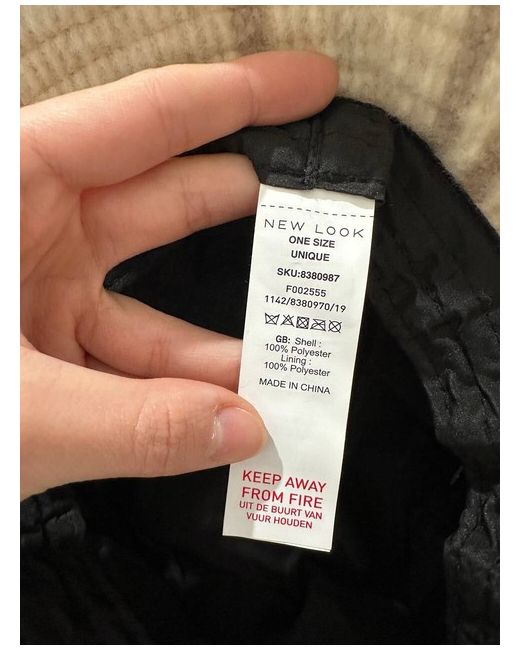 NEW LOOK
ONE SIZE
UNIQUE
SKU:8380987
F002555
1142/8380970/19
GB: Shell :
100% Polyester
Lining :
100% Polyester
MADE IN CHINA
KEEP AWAY
FROM FIRE
UIT DE BUURT VAN
VUUR HOUDEN